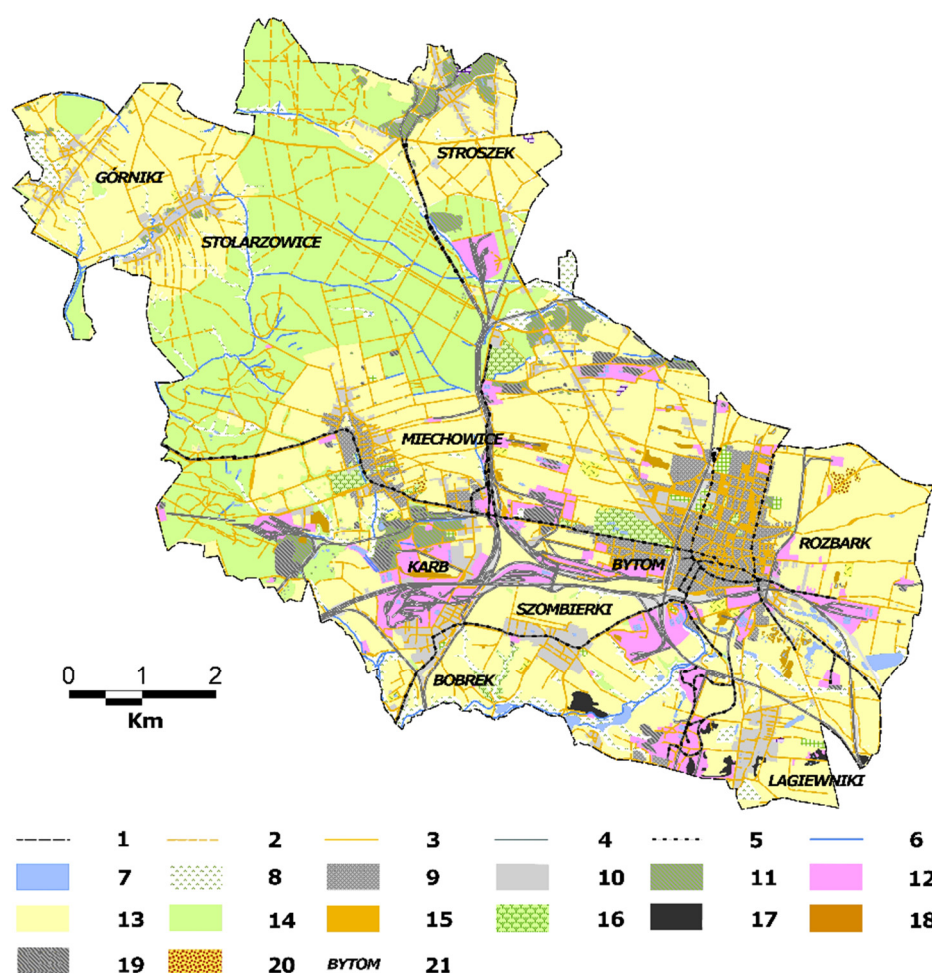 STROSZEK
GÓRNIKI
STOLARZOWICE
MIECHOWICE
ROZBARK
KARB
BYTOM
SZOMBIERKI
BOBREK
0 1 2
Km
LAGIEWNIKI
1 2 3 4 5 6
7 8 9 10 11 12
13 14 15 16 17 18
19 20 BYTOM 21